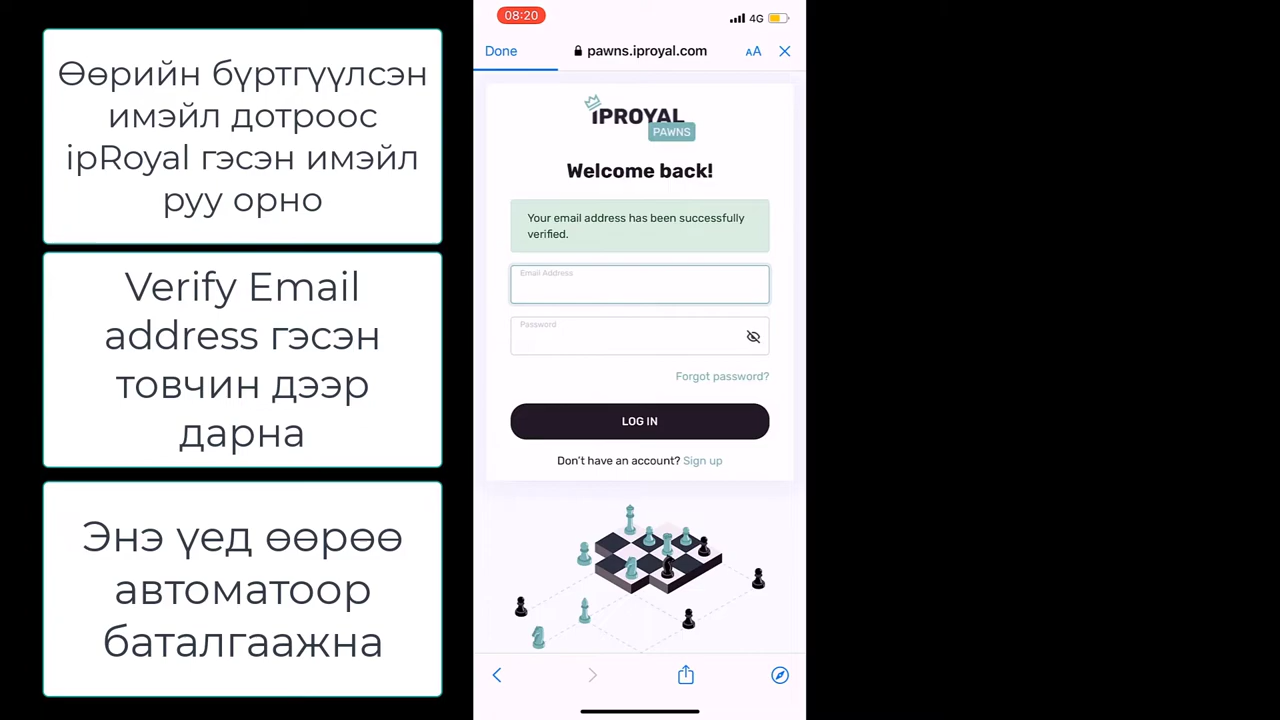 Өөрийн бүртгүүлсэн
имэйл дотроос
ipRoyal гэсэн имэйл
руу орно
Verify Email
address гэсэн
товчин дээр
дарна
Энэ үед өөрөө
автоматоор
баталгаажна
08:20
4G
Done
pawns.iproyal.com
AA
iPROYAL
PAWNS
Welcome back!
Your email address has been successfully
verified.
Email Address
Password
Forgot password?
LOG IN
Don't have an account? Sign up